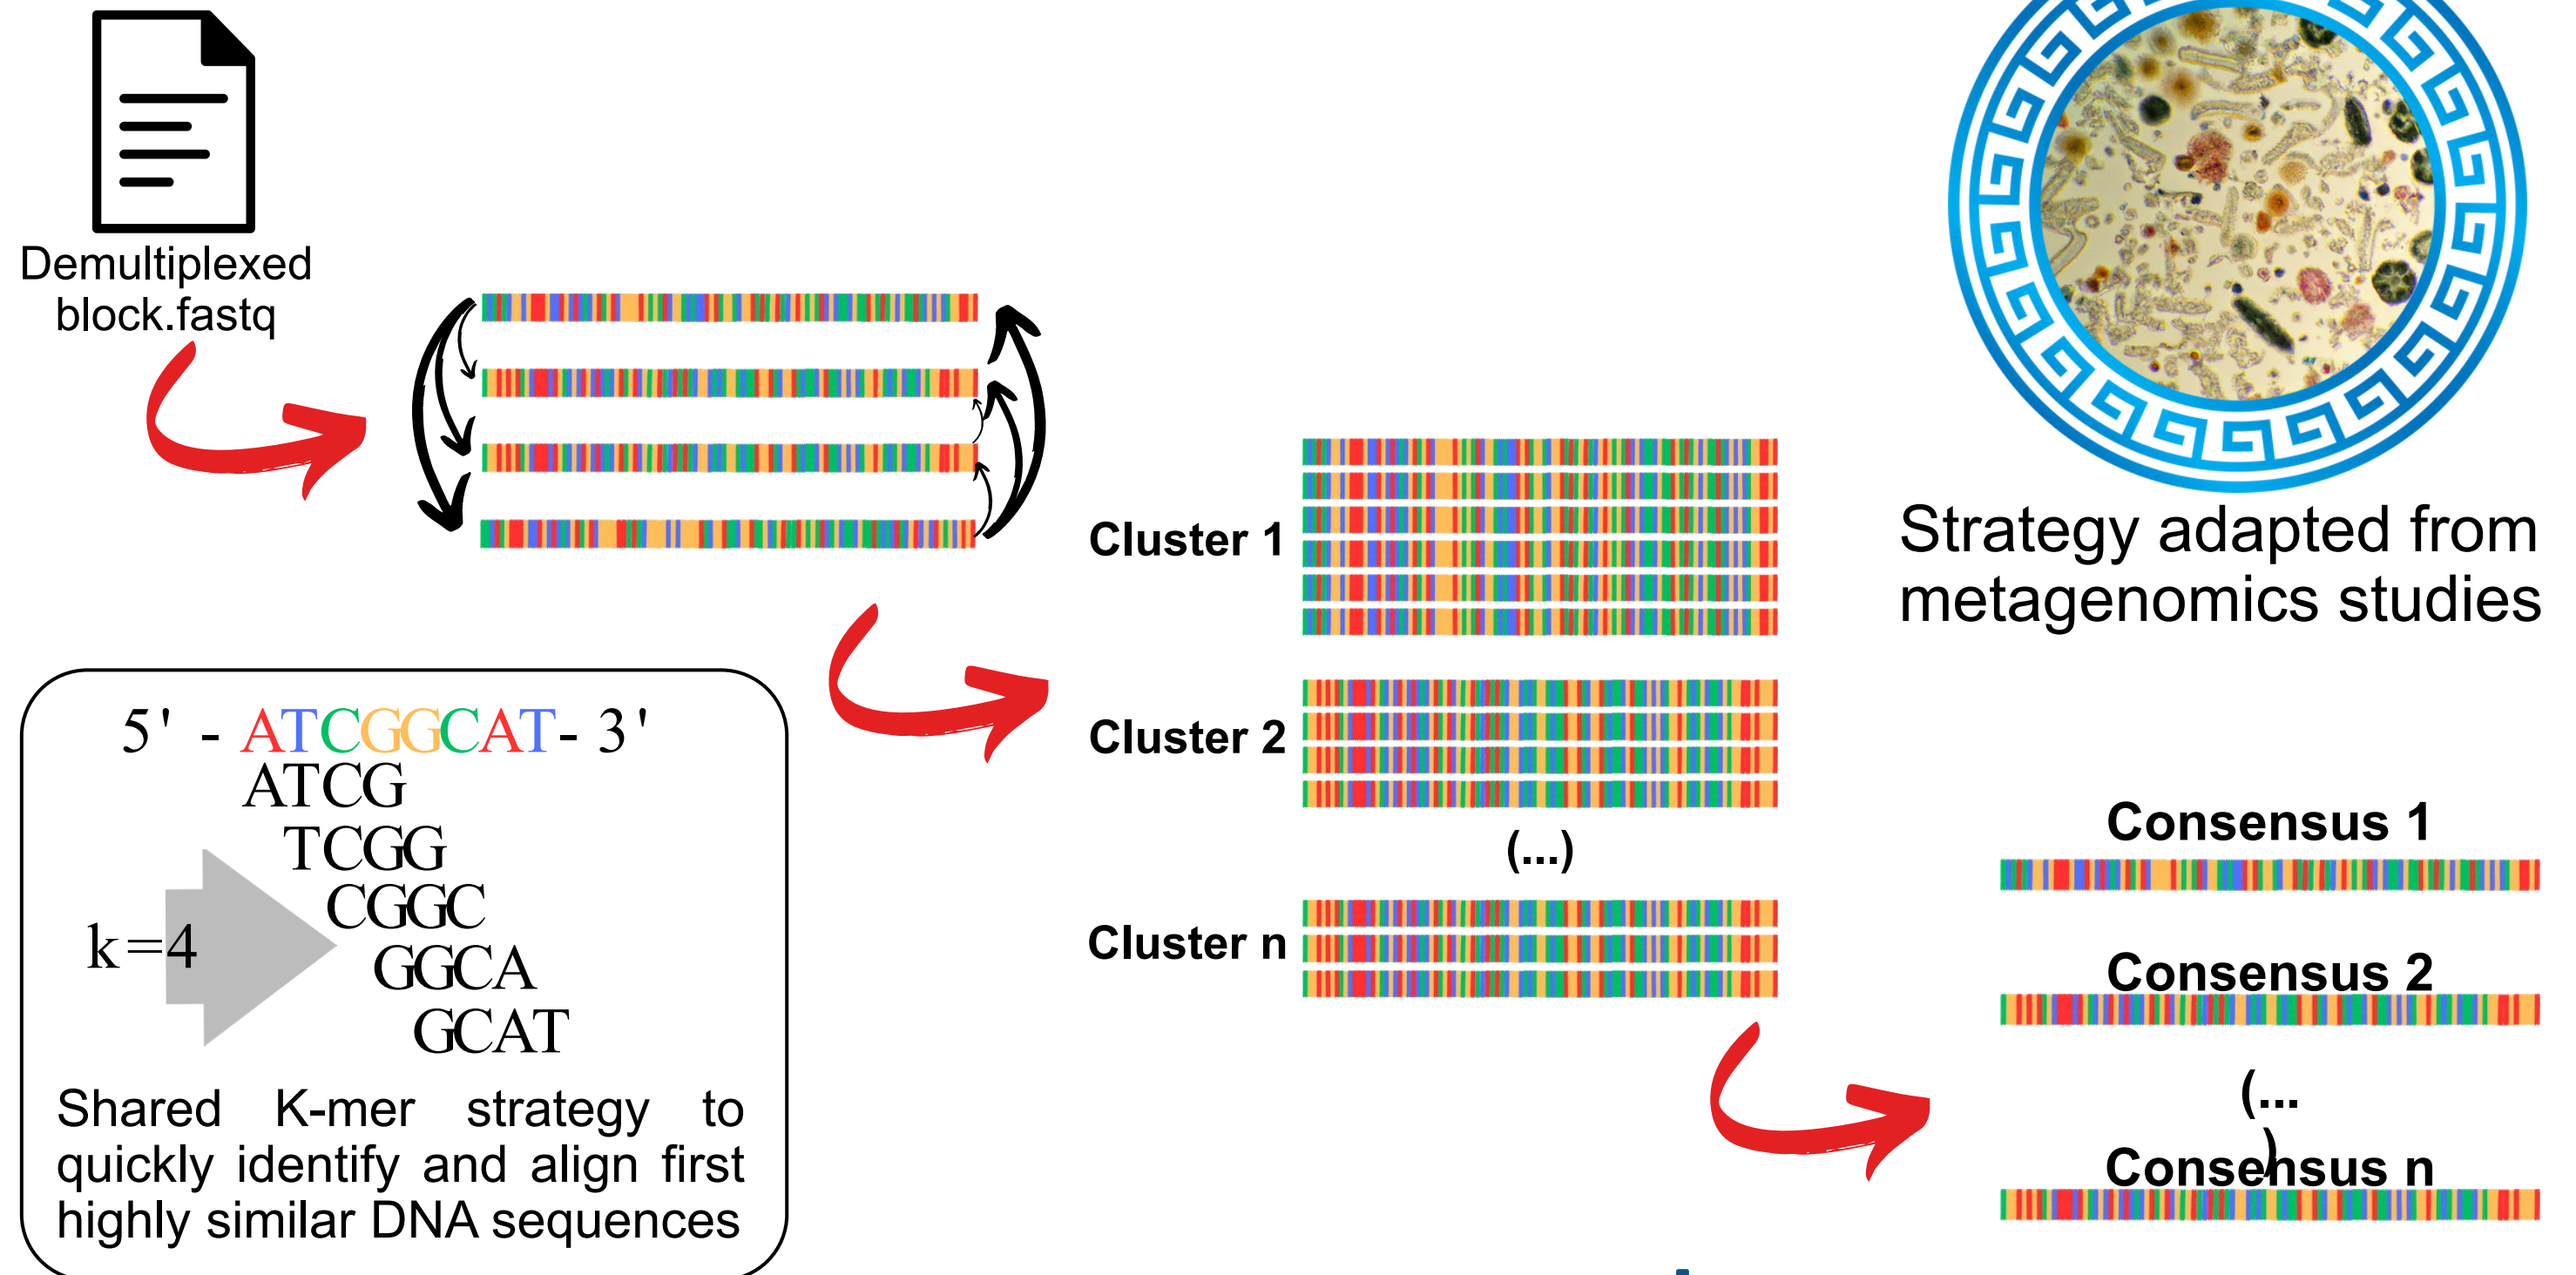 Demultiplexed
block.fastq
5' - ATCGGCAT- 3'
ATCG
TCGG
CGGC
k=4
GGCA
GCAT
Shared K-mer strategy to
quickly identify and align first
highly similar DNA sequences
Cluster 1
Cluster 2
(...)
Cluster n
Strategy adapted from
metagenomics studies
Consensus 1
Consensus 2
(...
)
Consensus n